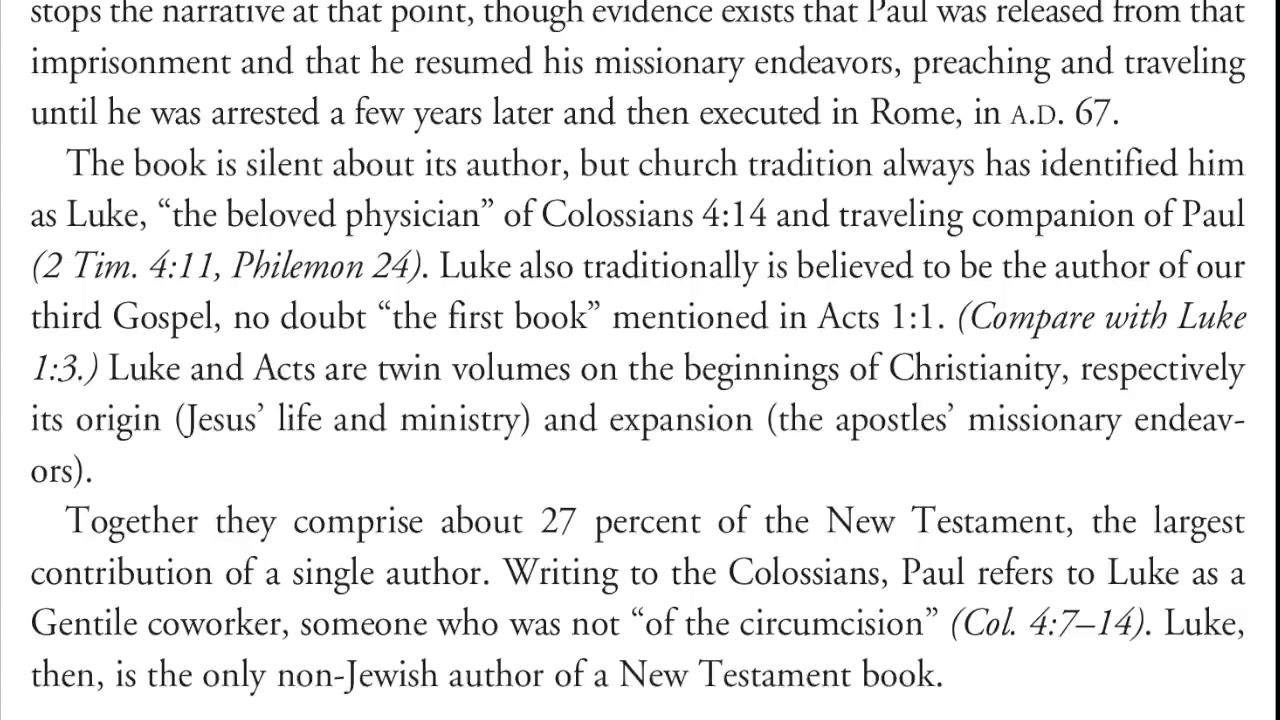 stops the narrative at that point, though evidence exists that Paul was released from that
imprisonment and that he resumed his missionary endeavors, preaching and traveling
until he was arrested a few years later and then executed in Rome, in A.D. 67.
The book is silent about its author, but church tradition always has identified him
as Luke, “the beloved physician” of Colossians 4:14 and traveling companion of Paul
(2 Tim. 4:11, Philemon 24). Luke also traditionally is believed to be the author of our
third Gospel, no doubt “the first book” mentioned in Acts 1:1. (Compare with Luke
1:3.) Luke and Acts are twin volumes on the beginnings of Christianity, respectively
its origin (Jesus’ life and ministry) and expansion (the apostles’ missionary endeav-
ors).
Together they comprise about 27 percent of the New Testament, the largest
contribution of a single author. Writing to the Colossians, Paul refers to Luke as a
Gentile coworker, someone who was not “of the circumcision” (Col. 4:7–14). Luke,
then, is the only non-Jewish author of a New Testament book.